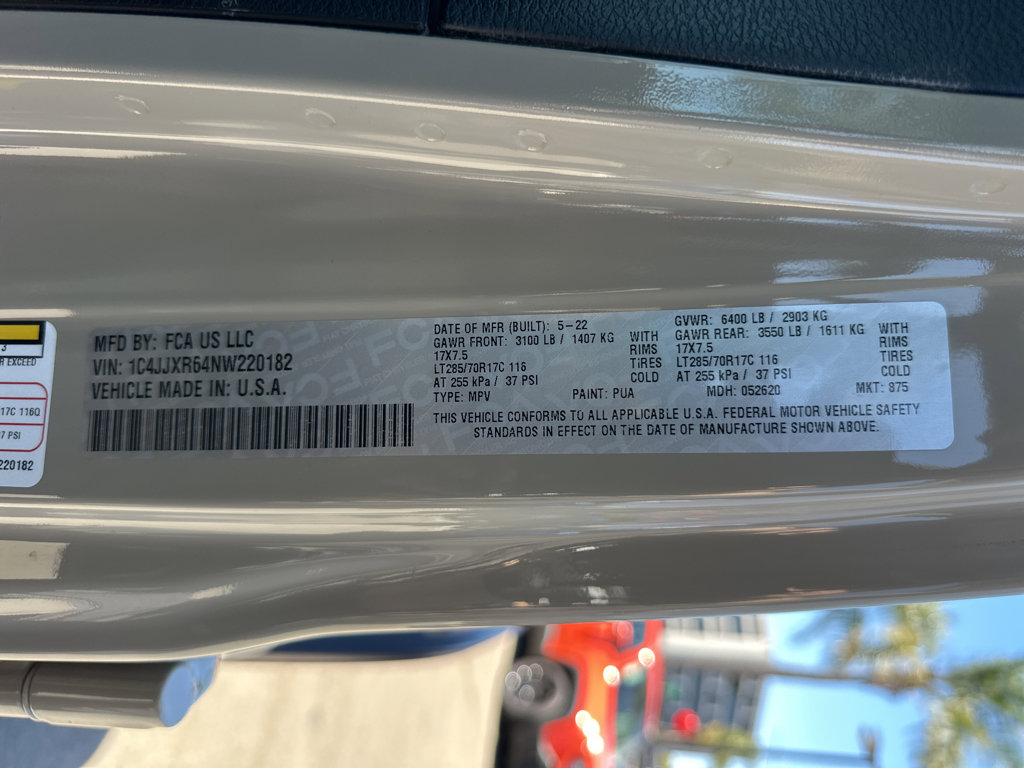 3
R EXCEED
R17C 116Q
7 PSI
220182
MFD BY: FCA US LLC
VIN: 1C4JJXR64NW220182
VEHICLE MADE IN: U.S.A.
DATE OF MFR (BUILT): 5-22
GAWR FRONT: 3100 LB / 1407 KG WITH
17X7.5 RIMS
LT285/70R17C 116 TIRES
AT 255 kPa / 37 PSI COLD
TYPE: MPV PAINT: PUA
GVWR: 6400 LB / 2903 KG
GAWR REAR: 3550 LB / 1611 KG WITH
17X7.5 RIMS
LT285/70R17C 116 TIRES
AT 255 kPa / 37 PSI COLD
MDH: 052620 MKT: 875
THIS VEHICLE CONFORMS TO ALL APPLICABLE U.S.A. FEDERAL MOTOR VEHICLE SAFETY
STANDARDS IN EFFECT ON THE DATE OF MANUFACTURE SHOWN ABOVE.